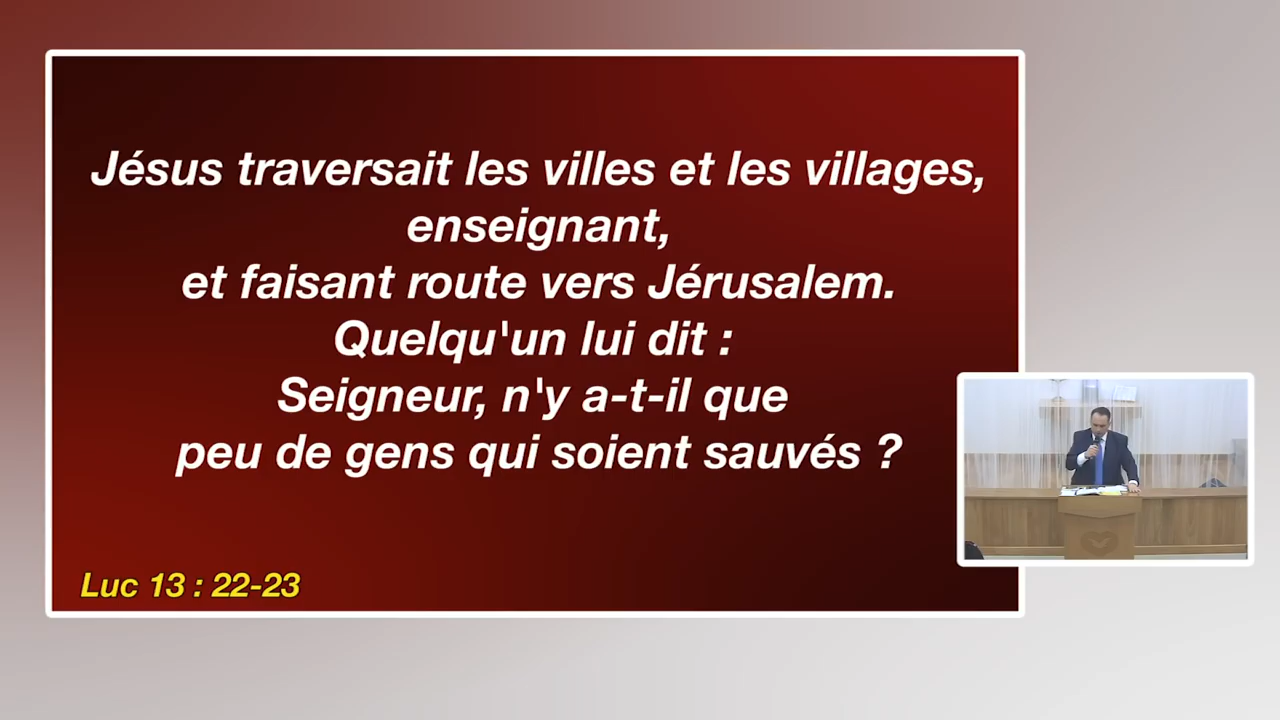 Jésus traversait les villes et les villages,
enseignant,
et faisant route vers Jérusalem.
Quelqu'un lui dit :
Seigneur, n'y a-t-il que
peu de gens qui soient sauvés ?
Luc 13 : 22-23